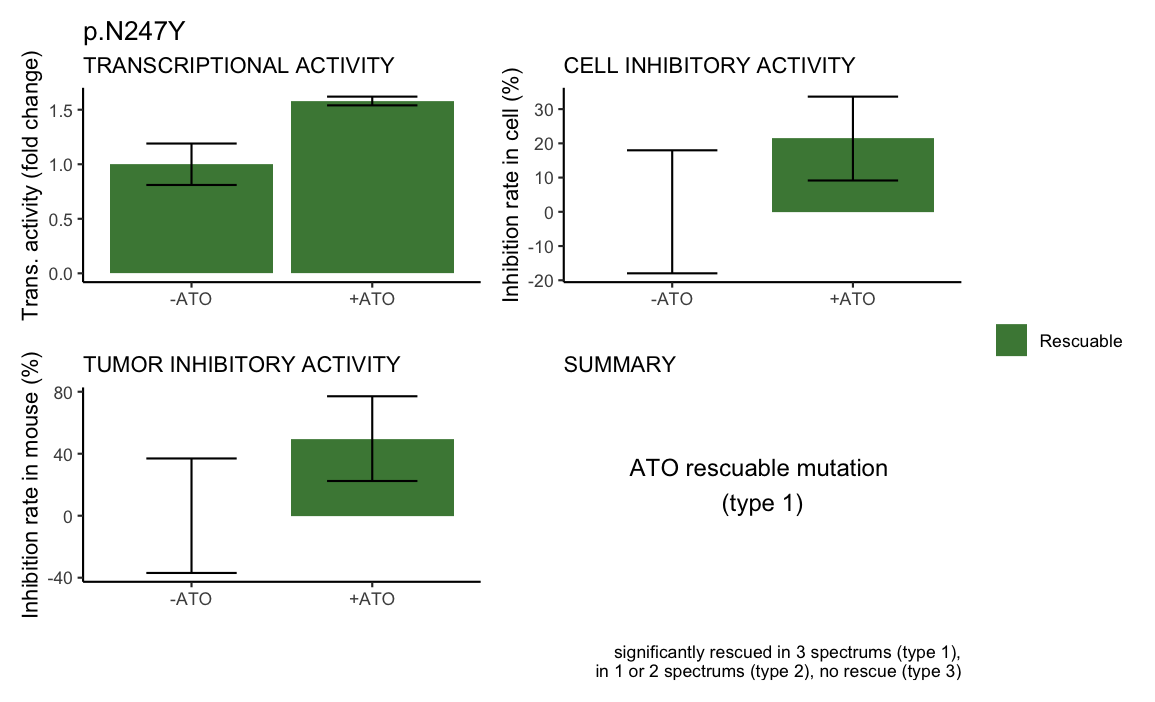 p.N247Y
TRANSCRIPTIONAL ACTIVITY
Trans. activity (fold change)
1.5
1.0
0.5
0.0
-ATO
+ATO
CELL INHIBITORY ACTIVITY
Inhibition rate in cell (%)
30
20
10
0
-10
-20
-ATO
+ATO
Rescuable
TUMOR INHIBITORY ACTIVITY
Inhibition rate in mouse (%)
80
40
0
-40
-ATO
+ATO
SUMMARY
ATO rescuable mutation
(type 1)
significantly rescued in 3 spectrums (type 1),
in 1 or 2 spectrums (type 2), no rescue (type 3)